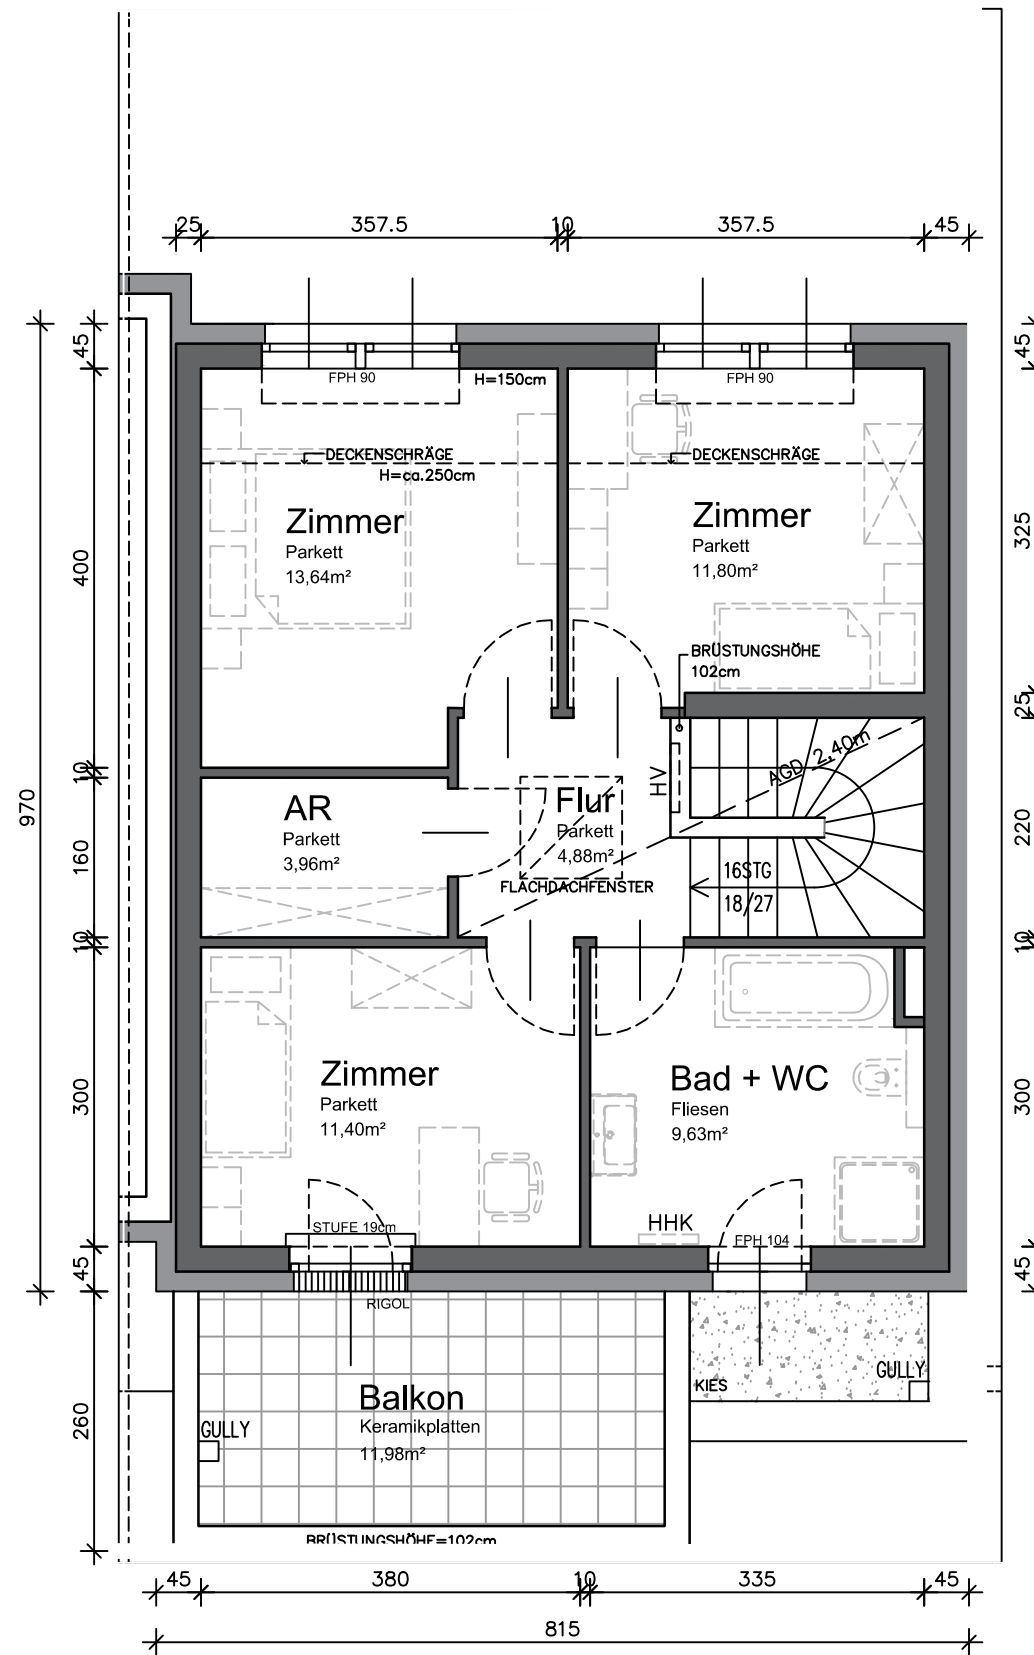 25 357.5 10 357.5 45
45
45
FPH 90
H=150cm
FPH 90
DECKENSCHRÄGE
H=ca.250cm
DECKENSCHRÄGE
Zimmer
Parkett
13,64m²
Zimmer
Parkett
11,80m²
400
325
BRÜSTUNGSHÖHE
102cm
25
10
970
AGD 2,40m
HV
AR
Parkett
3,96m²
Flur
Parkett
4,88m²
160
220
FLACHDACHFENSTER
16STG
18/27
10
10
Zimmer
Parkett
11,40m²
Bad + WC
Fliesen
9,63m²
300
300
HHK
STUFE 19cm
FPH 104
45
45
RIGOL
KIES
GULLY
Balkon
Keramikplatten
11,98m²
GULLY
260
BRÜSTUNGSHÖHE=102cm
45 380 10 335 45
815